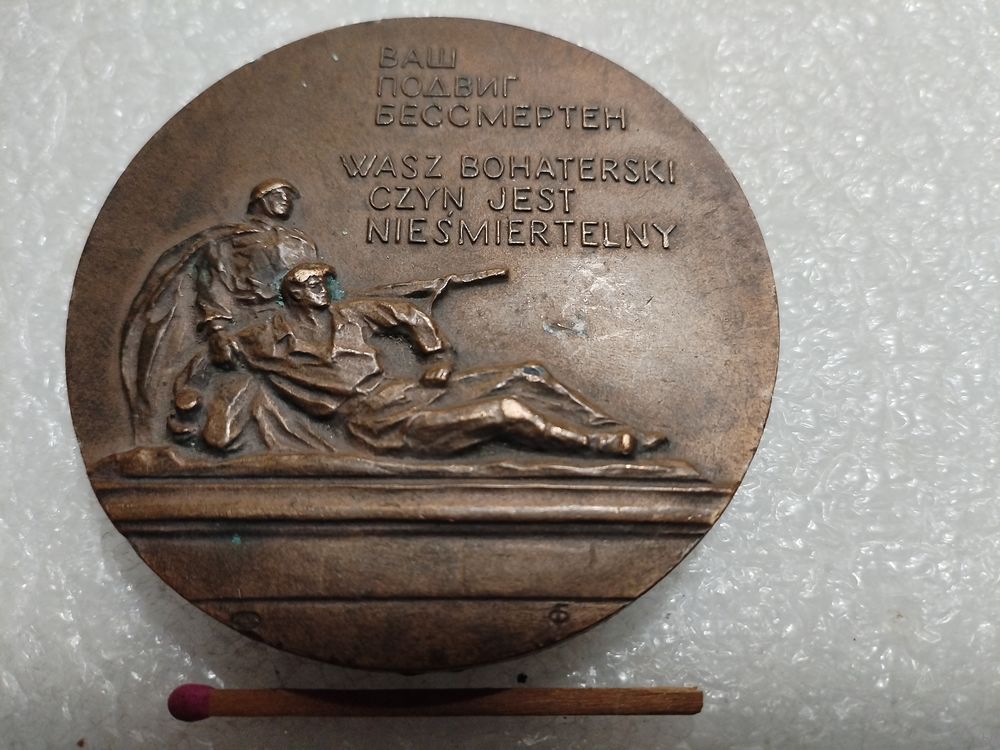 ВАШ
ПОДВИГ
БЕССМЕРТЕН
WASZ BOHATERSKI
CZYN JEST
NIEŚMIERTELNY